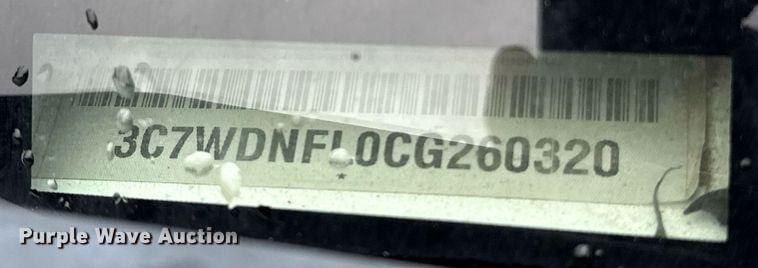 3C7WDNFL0CG260320
*
Purple Wave Auction